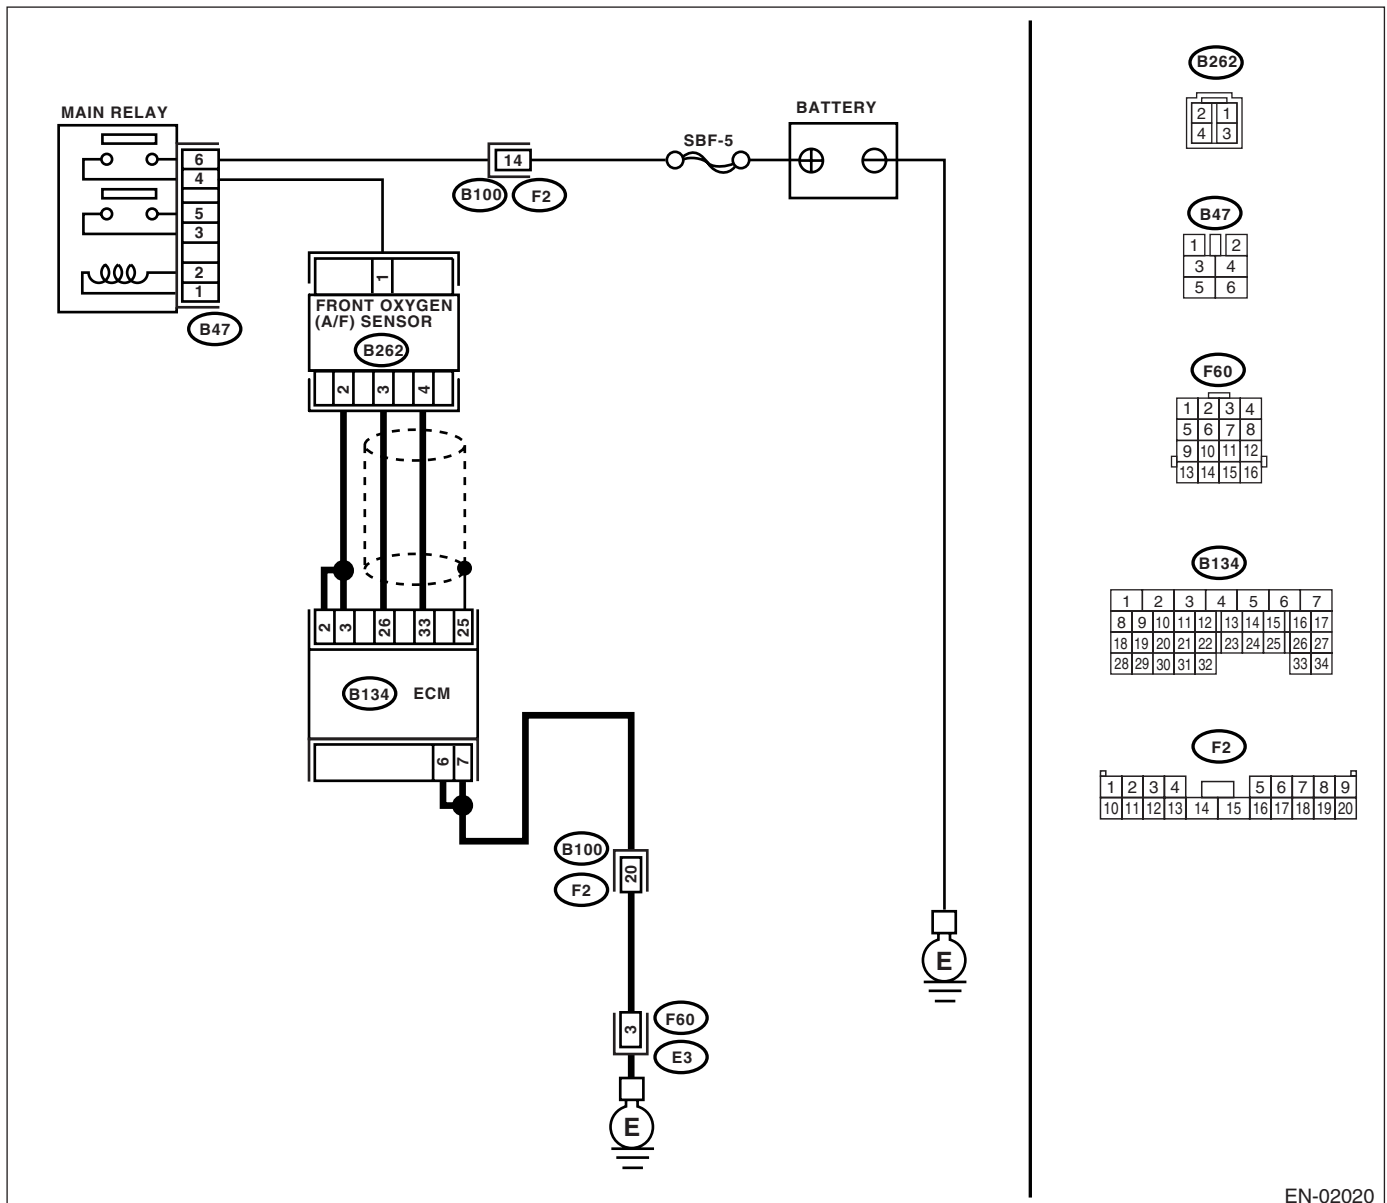 MAIN RELAY
6
4
5
3
2
1
B47
14
B100 F2
SBF-5
BATTERY
1
FRONT OXYGEN
(A/F) SENSOR
B262
2 3 4
2 3 26 33 25
B134 ECM
6 7
B100
F2
20
3
F60
E3
E
E
B262
2 1
4 3
B47
1 2
3 4
5 6
F60
1 2 3 4
5 6 7 8
9 10 11 12
13 14 15 16
B134
1 2 3 4 5 6 7
8 9 10 11 12 13 14 15 16 17
18 19 20 21 22 23 24 25 26 27
28 29 30 31 32 33 34
F2
1 2 3 4 5 6 7 8 9
10 11 12 13 14 15 16 17 18 19 20
EN-02020